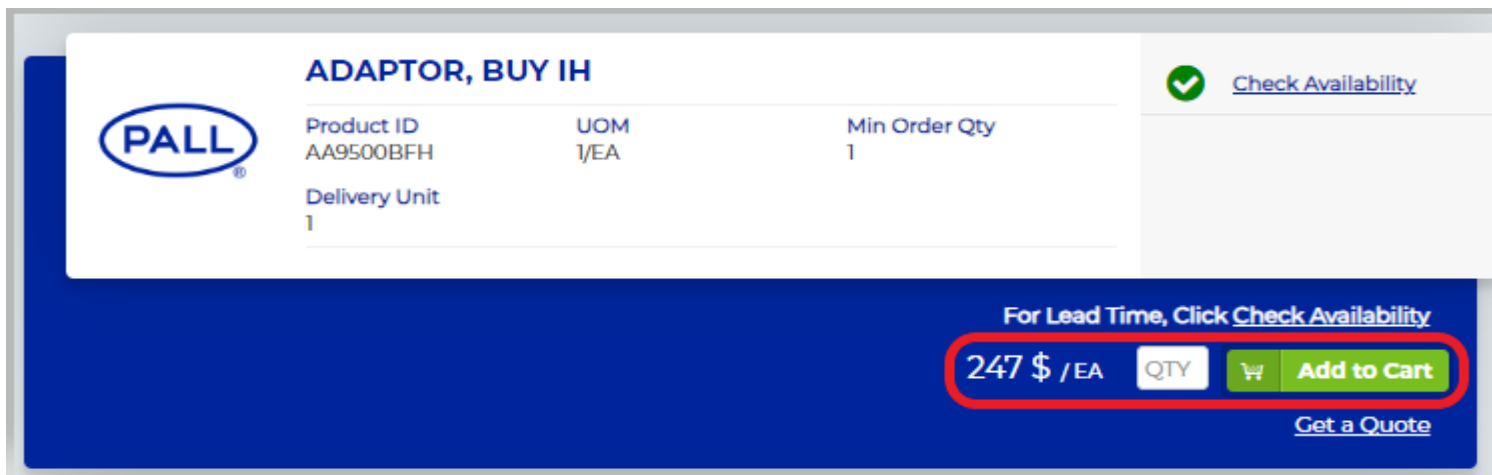 PALL
®
ADAPTOR, BUY IH
Check Availability
Product ID UOM Min Order Qty
AA9500BFH 1/EA 1
Delivery Unit
1
For Lead Time, Click Check Availability
247 $ / EA QTY Add to Cart
Get a Quote